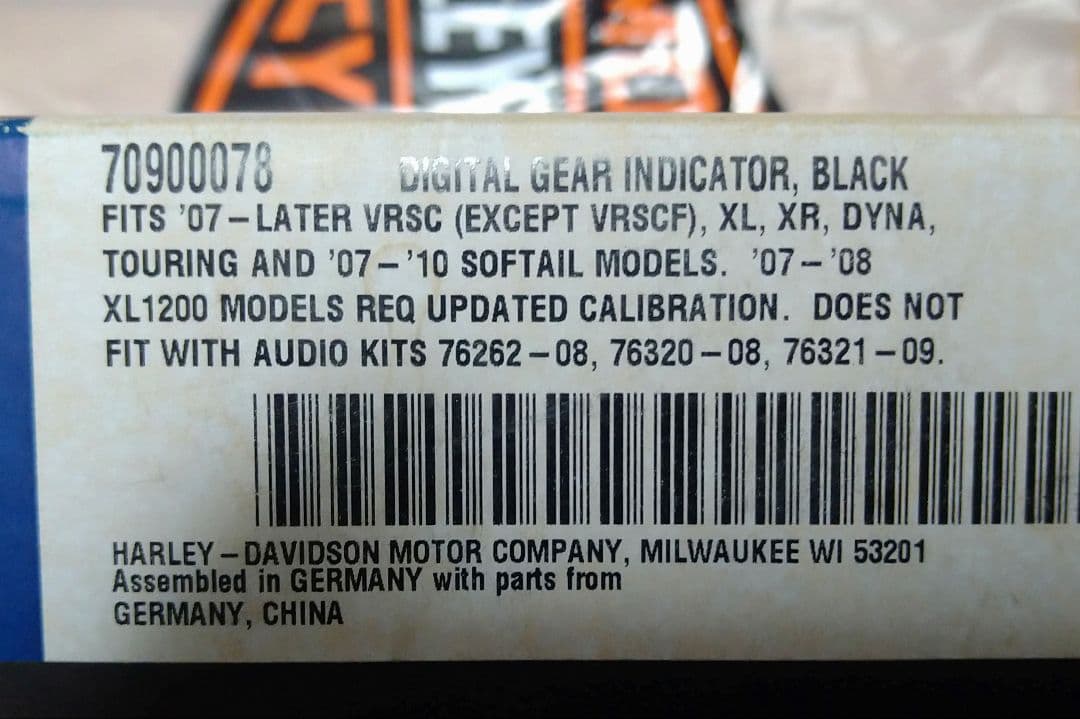 70900078 DIGITAL GEAR INDICATOR, BLACK
FITS '07-LATER VRSC (EXCEPT VRSCF), XL, XR, DYNA,
TOURING AND '07-'10 SOFTAIL MODELS. '07-'08
XL1200 MODELS REQ UPDATED CALIBRATION. DOES NOT
FIT WITH AUDIO KITS 76262-08, 76320-08, 76321-09.
HARLEY-DAVIDSON MOTOR COMPANY, MILWAUKEE WI 53201
Assembled in GERMANY with parts from
GERMANY, CHINA